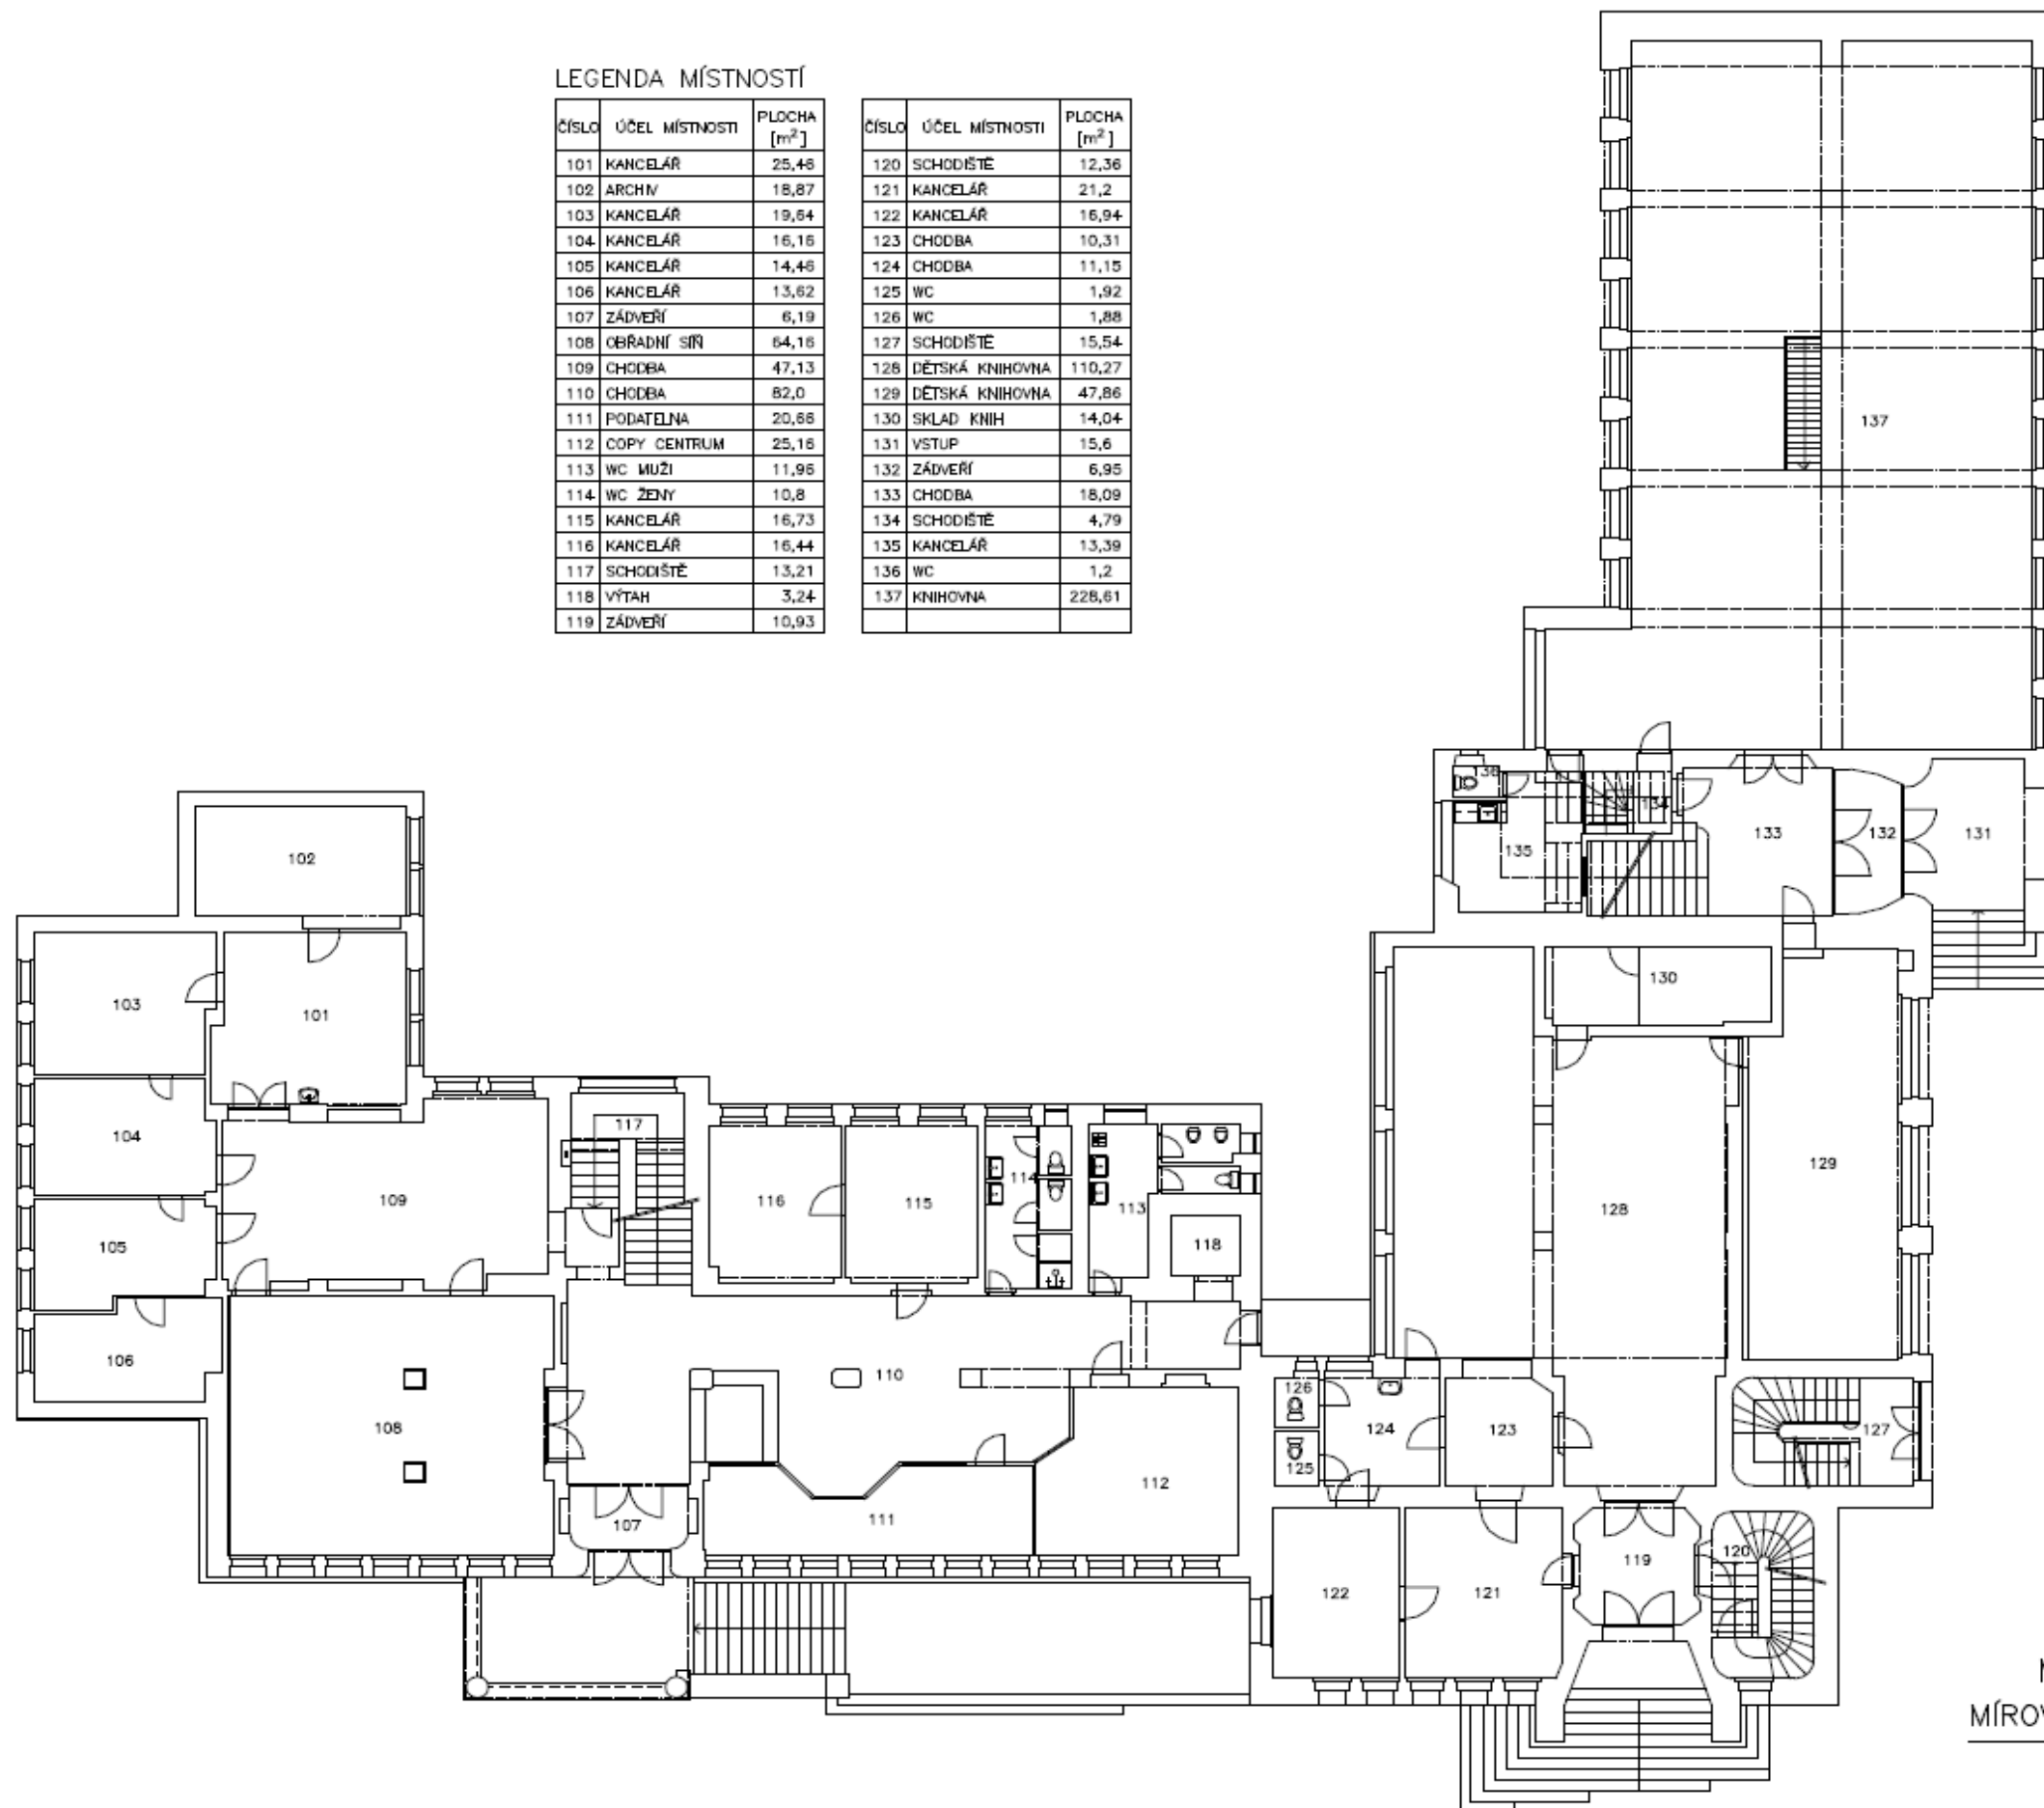 LEGENDA MÍSTNOSTÍ
ČÍSLO ÚČEL MÍSTNOSTI PLOCHA [m²]
101 KANCELÁŘ 25,46
102 ARCHIV 18,87
103 KANCELÁŘ 19,64
104 KANCELÁŘ 16,16
105 KANCELÁŘ 14,46
106 KANCELÁŘ 13,62
107 ZÁDVEŘÍ 6,19
108 OBŘADNÍ SÍŇ 64,16
109 CHODBA 47,13
110 CHODBA 82,0
111 PODATELNA 20,66
112 COPY CENTRUM 25,16
113 WC MUŽI 11,96
114 WC ŽENY 10,8
115 KANCELÁŘ 16,73
116 KANCELÁŘ 16,44
117 SCHODIŠTĚ 13,21
118 VÝTAH 3,24
119 ZÁDVEŘÍ 10,93
ČÍSLO ÚČEL MÍSTNOSTI PLOCHA [m²]
120 SCHODIŠTĚ 12,36
121 KANCELÁŘ 21,2
122 KANCELÁŘ 16,94
123 CHODBA 10,31
124 CHODBA 11,15
125 WC 1,92
126 WC 1,88
127 SCHODIŠTĚ 15,54
128 DĚTSKÁ KNIHOVNA 110,27
129 DĚTSKÁ KNIHOVNA 47,86
130 SKLAD KNIH 14,04
131 VSTUP 15,6
132 ZÁDVEŘÍ 6,95
133 CHODBA 18,09
134 SCHODIŠTĚ 4,79
135 KANCELÁŘ 13,39
136 WC 1,2
137 KNIHOVNA 228,61
137
136
134
133
132
131
135
102
130
103
101
117
104
114
116
109
115
113
129
128
118
105
106
110
126
108
124
123
127
125
112
111
107
120
119
122
121
MÍROV